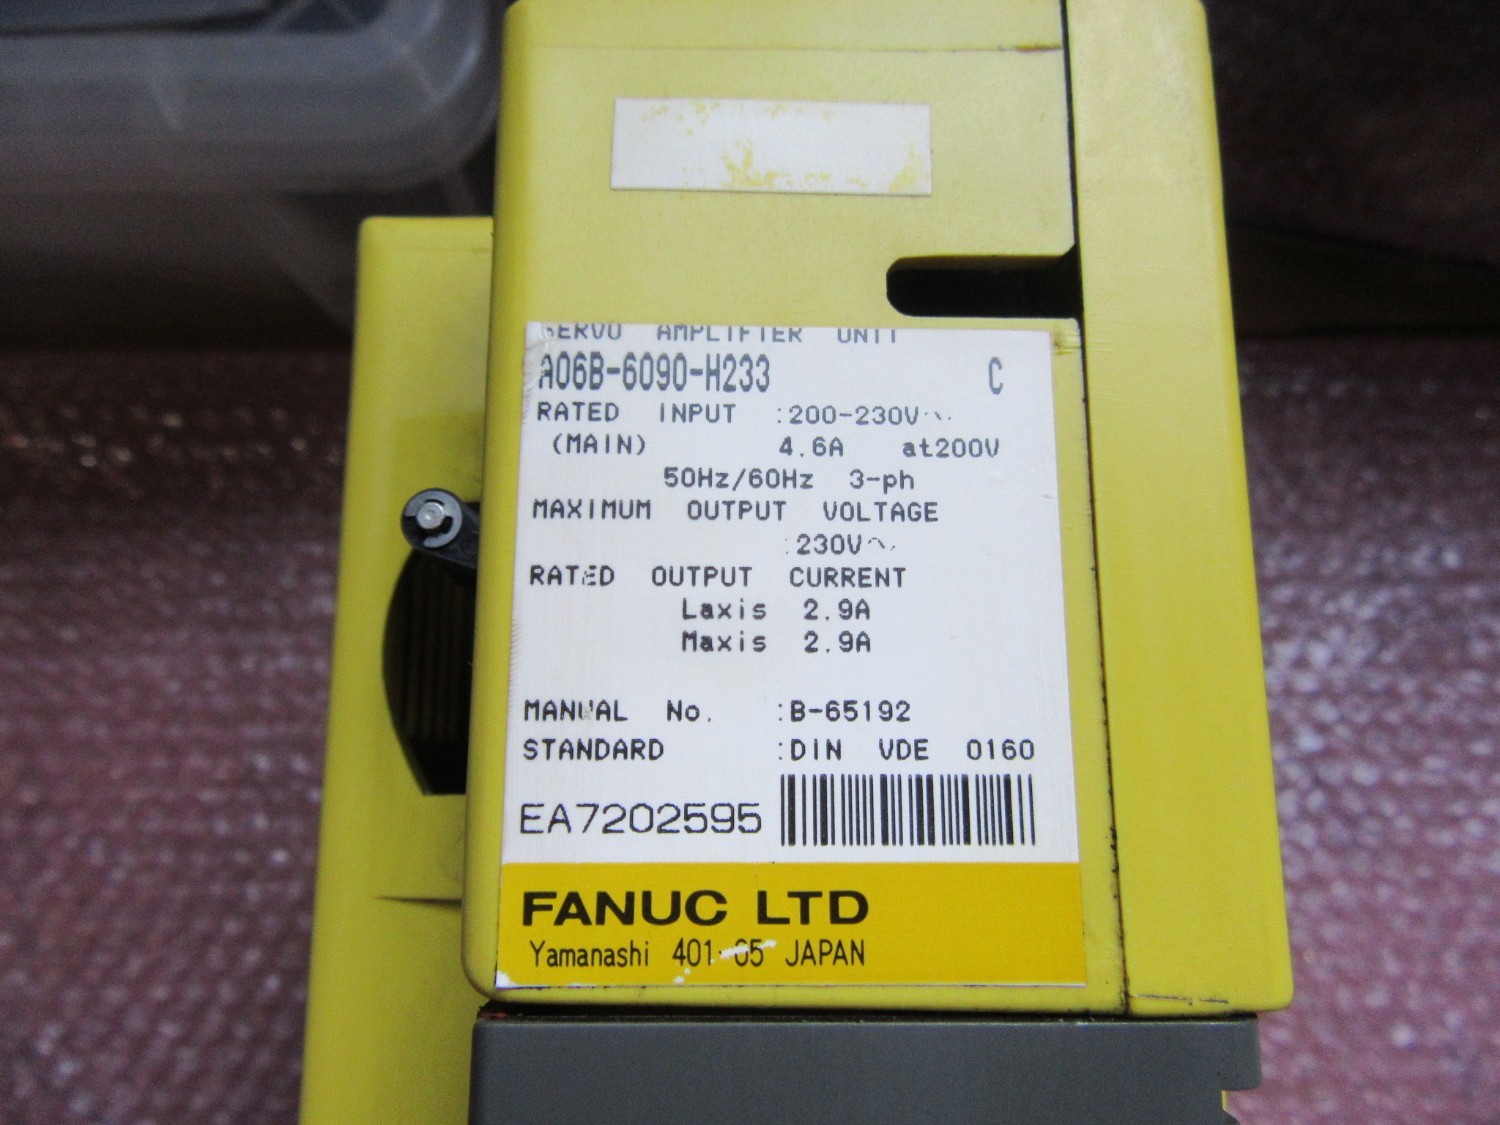 SERVO AMPLIFIER UNIT
A06B-6090-H233 C
RATED INPUT :200-230V~
(MAIN) 4.6A at200V
50Hz/60Hz 3-ph
MAXIMUM OUTPUT VOLTAGE
:230V~
RATED OUTPUT CURRENT
Laxis 2.9A
Maxis 2.9A
MANUAL No. :B-65192
STANDARD :DIN VDE 0160
EA7202595
FANUC LTD
Yamanashi 401-05 JAPAN